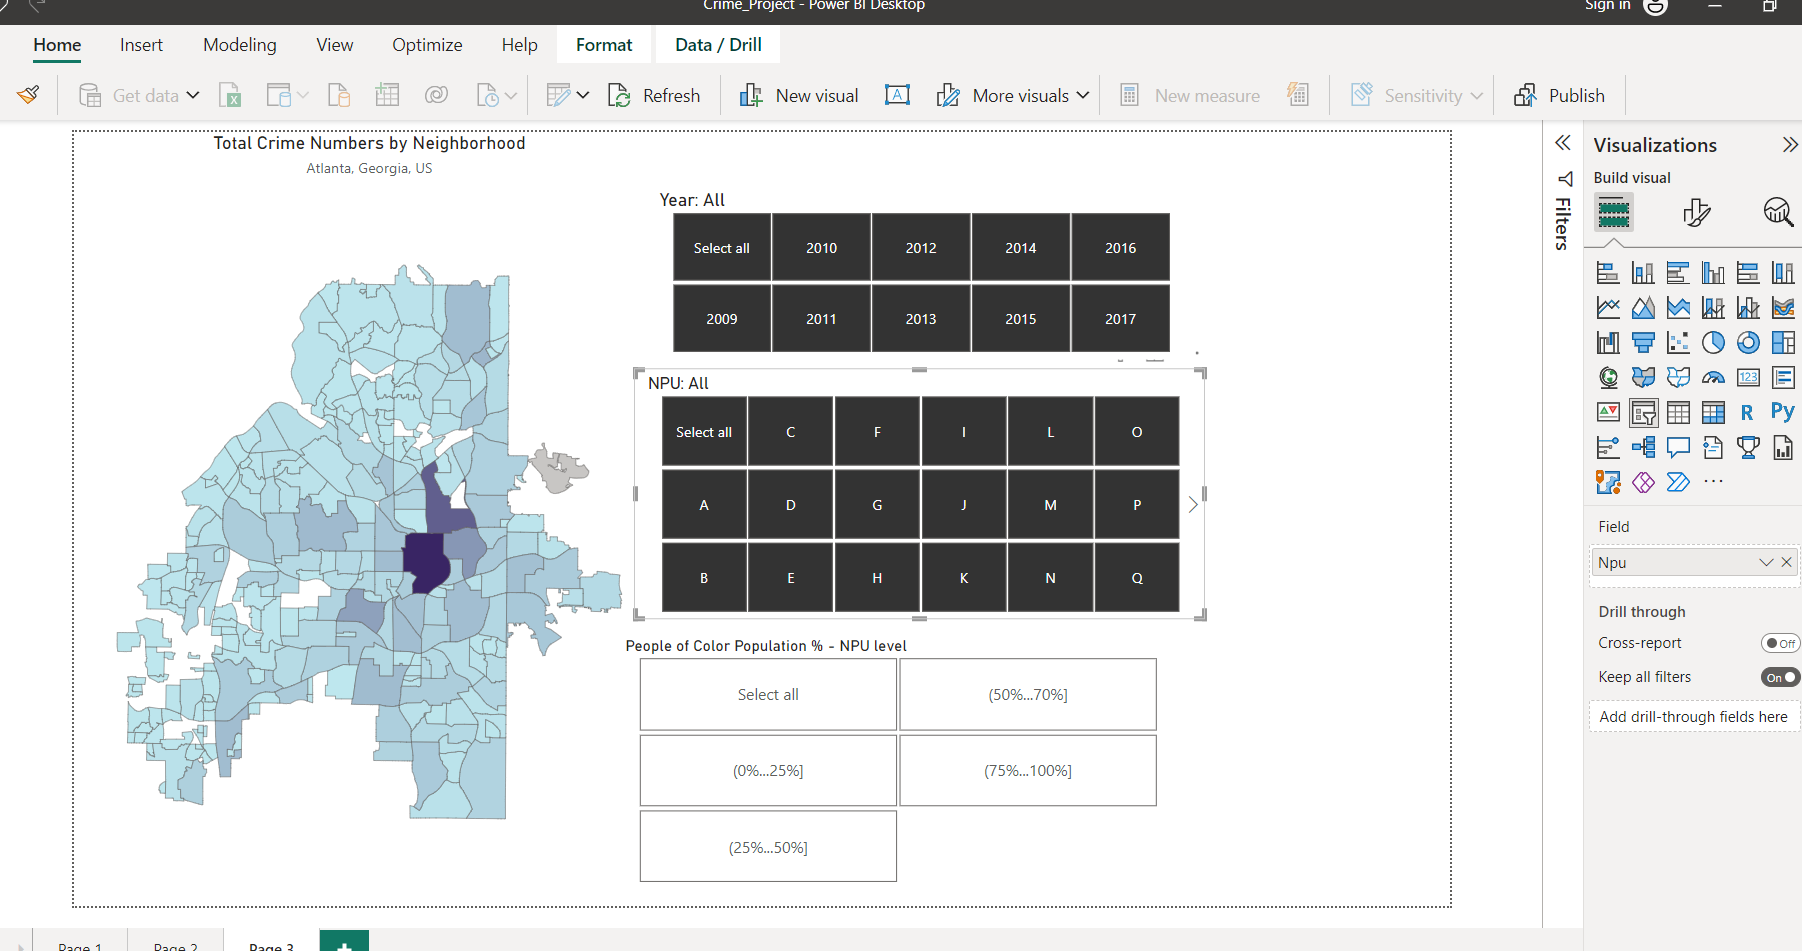 Crime_Project - Power BI Desktop
Sign in
Home Insert Modeling View Optimize Help Format Data / Drill
Get data Refresh New visual A More visuals New measure Sensitivity Publish
Total Crime Numbers by Neighborhood
Atlanta, Georgia, US
Year: All
Select all 2010 2012 2014 2016
2009 2011 2013 2015 2017
NPU: All
Select all C F I L O
A D G J M P
B E H K N Q
People of Color Population % - NPU level
Select all (50%...70%]
(0%...25%] (75%...100%]
(25%...50%]
Filters
Visualizations
Build visual
123
R Py
Field
Npu
Drill through
Cross-report Off
Keep all filters On
Add drill-through fields here
Page 1 Page 2 Page 3